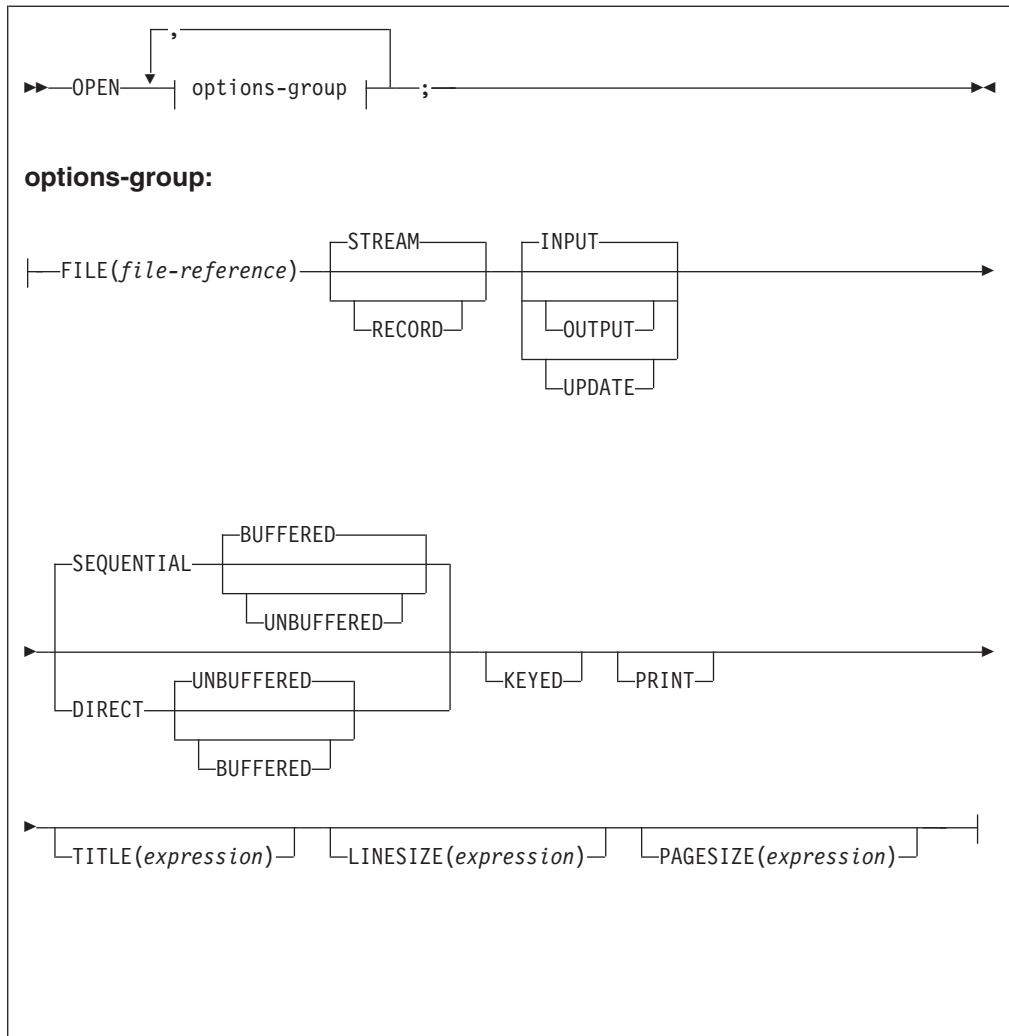 ,
OPEN options-group ;
options-group:
STREAM INPUT
FILE(file-reference)
RECORD OUTPUT
UPDATE
BUFFERED
SEQUENTIAL
UNBUFFERED
UNBUFFERED KEYED PRINT
DIRECT
BUFFERED
TITLE(expression) LINESIZE(expression) PAGESIZE(expression)